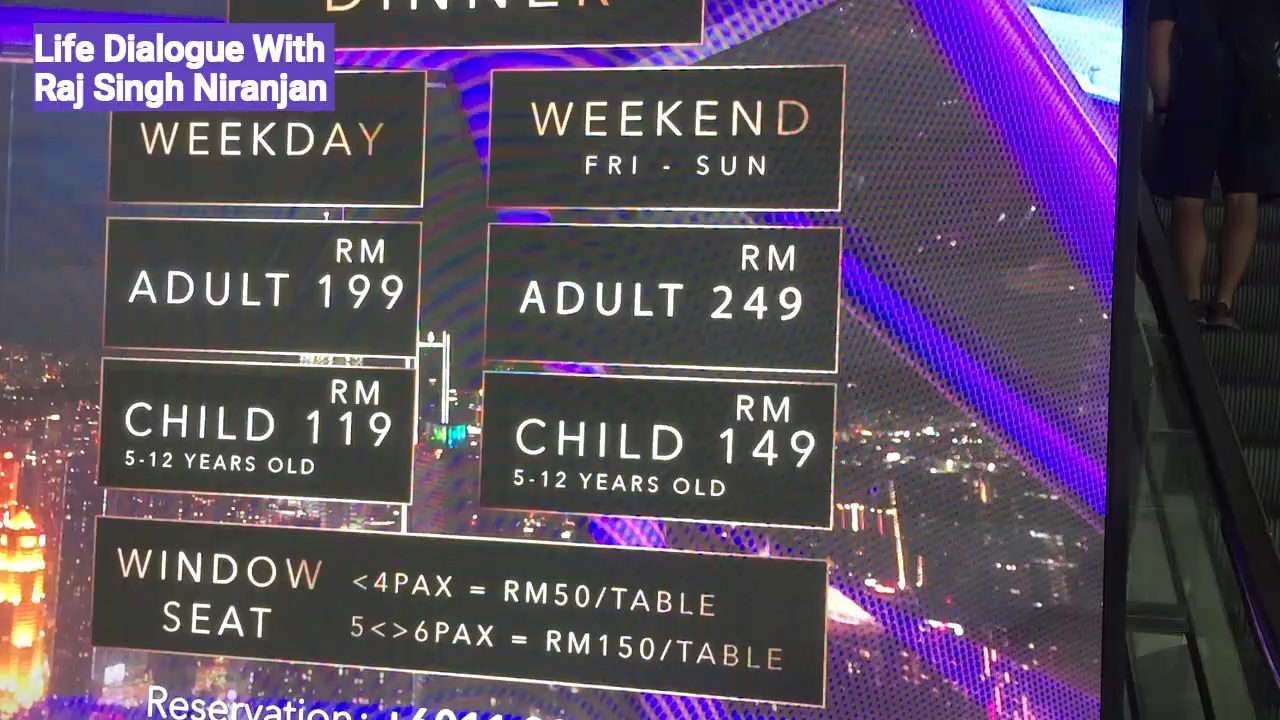 DINNER
Life Dialogue With
Raj Singh Niranjan
WEEKDAY
WEEKEND
FRI - SUN
RM
ADULT 199
RM
ADULT 249
RM
CHILD 119
5-12 YEARS OLD
RM
CHILD 149
5-12 YEARS OLD
WINDOW
SEAT
<4PAX = RM50/TABLE
5<>6PAX = RM150/TABLE
Reservation: